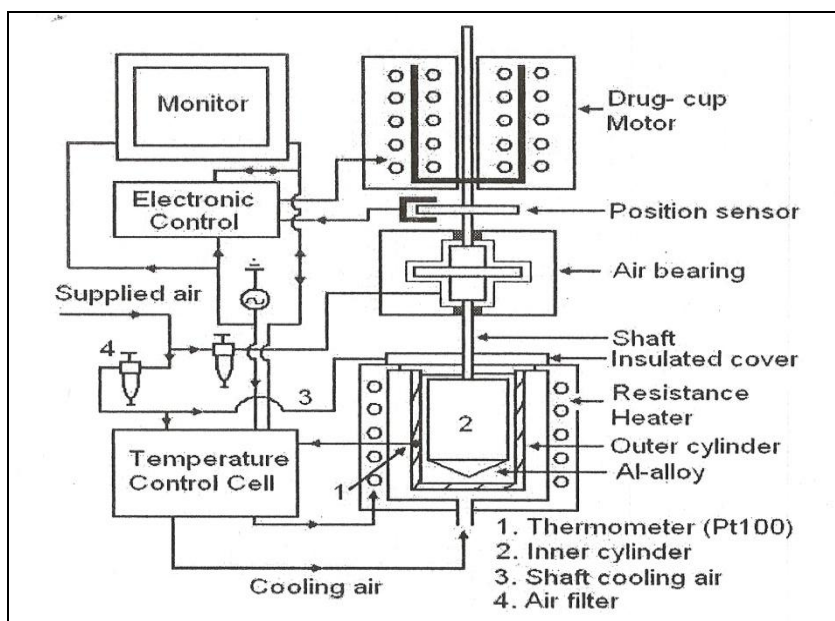 Monitor
Drug- cup
Motor
Electronic
Control
Position sensor
Air bearing
Supplied air
Shaft
Insulated cover
4
3
Resistance
Heater
2
Outer cylinder
Temperature
Control Cell
Al-alloy
1
1. Thermometer (Pt100)
2. Inner cylinder
Cooling air
3. Shaft cooling air
4. Air filter